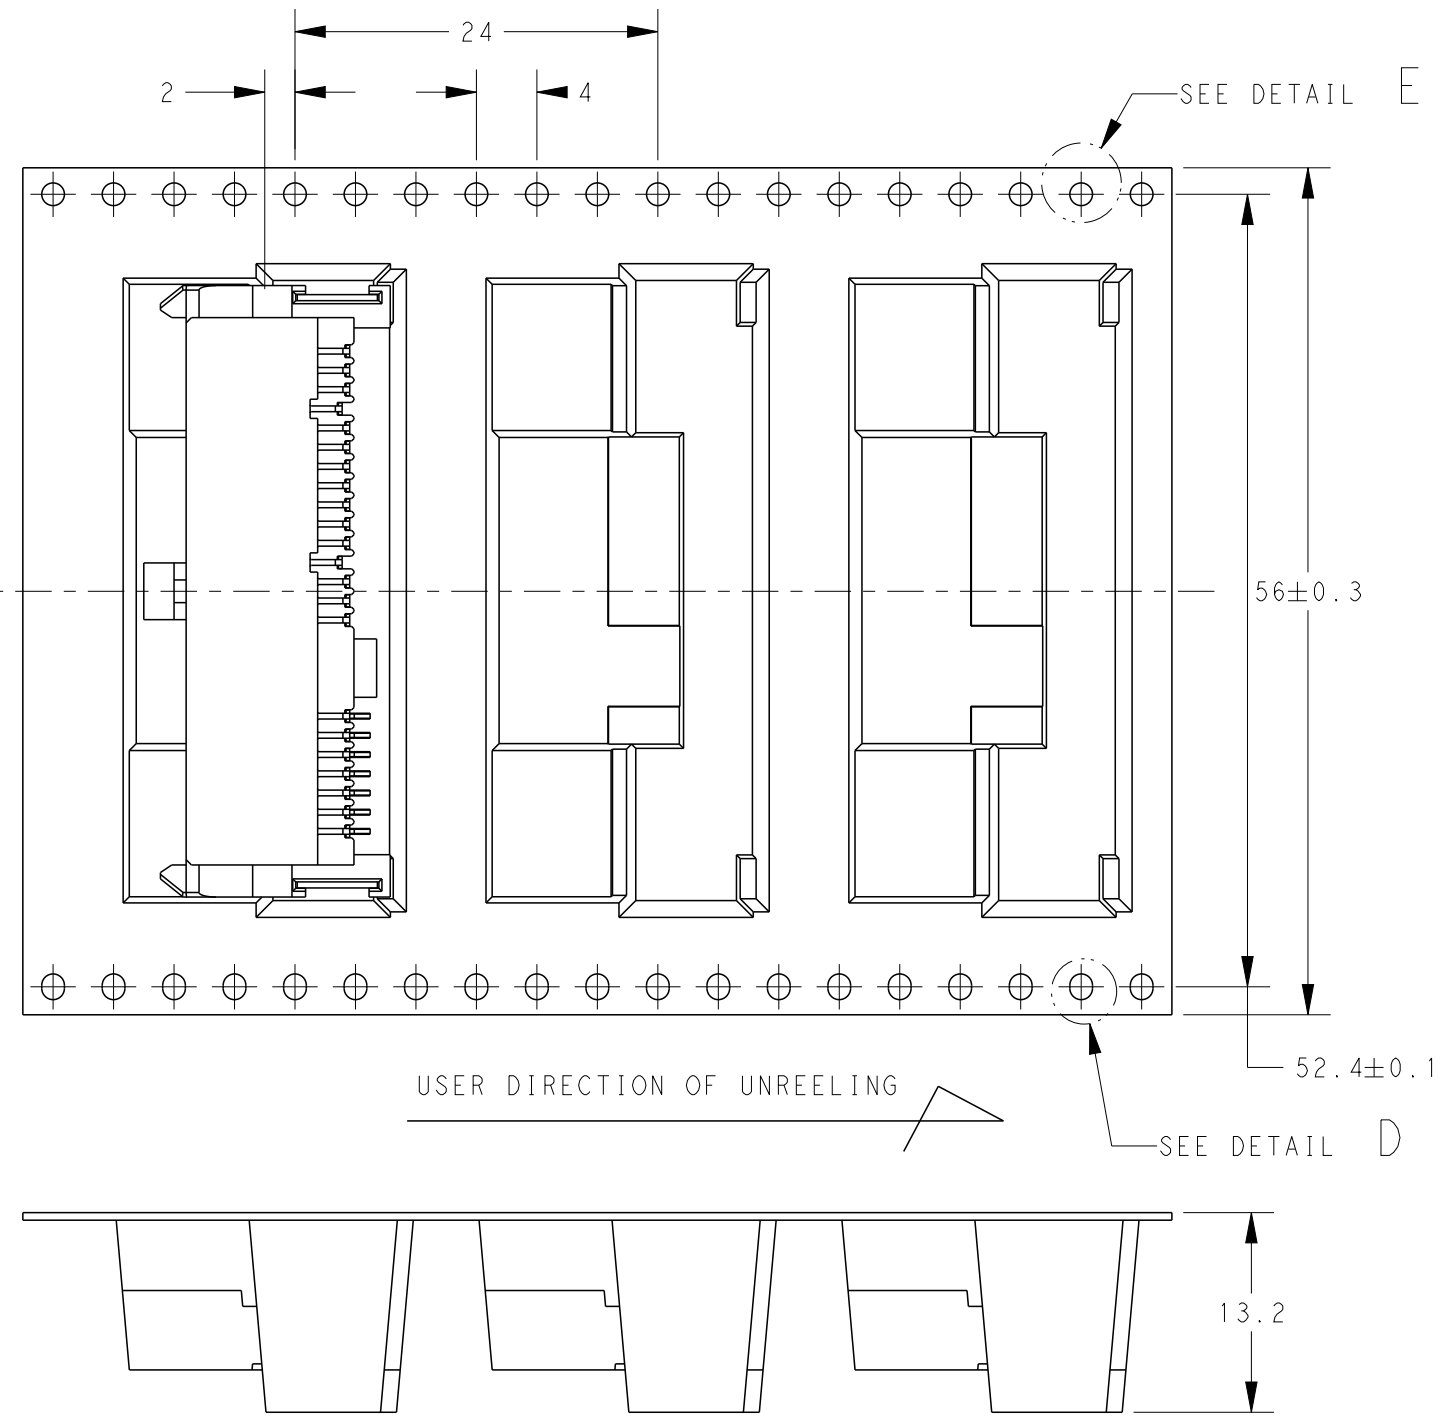 24
2
4
SEE DETAIL E
56±0.3
52.4±0.1
USER DIRECTION OF UNREELING
SEE DETAIL D
13.2